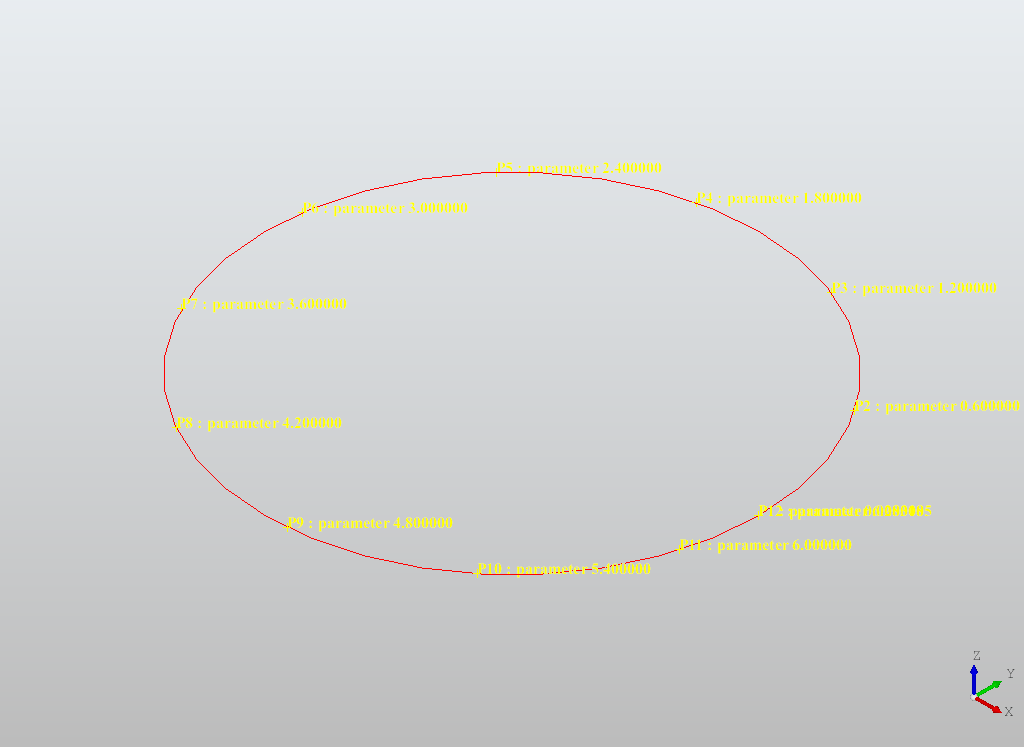 P5 : parameter 2.400000
P4 : parameter 1.800000
P6 : parameter 3.000000
P3 : parameter 1.200000
P7 : parameter 3.600000
P2 : parameter 0.600000
P8 : parameter 4.200000
P12 : parameter
P9 : parameter 4.800000
P11 : parameter 6.000000
P10 : parameter 5.400000
Z
Y
X